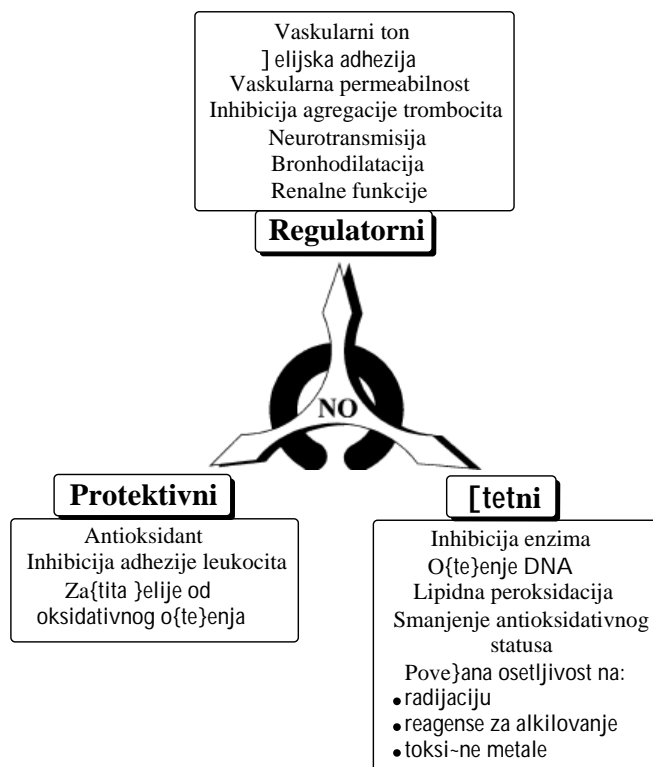 Vaskularni ton
]elijska adhezija
Vaskularna permeabilnost
Inhibicija agregacije trombocita
Neurotransmisija
Bronhodilatacija
Renalne funkcije
Regulatorni
NO
Protektivni
Antioksidant
Inhibicija adhezije leukocita
Za{tita }elije od
oksidativnog o{te}enja
[tetni
Inhibicija enzima
O{te}enje DNA
Lipidna peroksidacija
Smanjenje antioksidativnog
statusa
Pove}ana osetljivost na:
• radijaciju
• reagense za alkilovanje
• toksi~ne metale